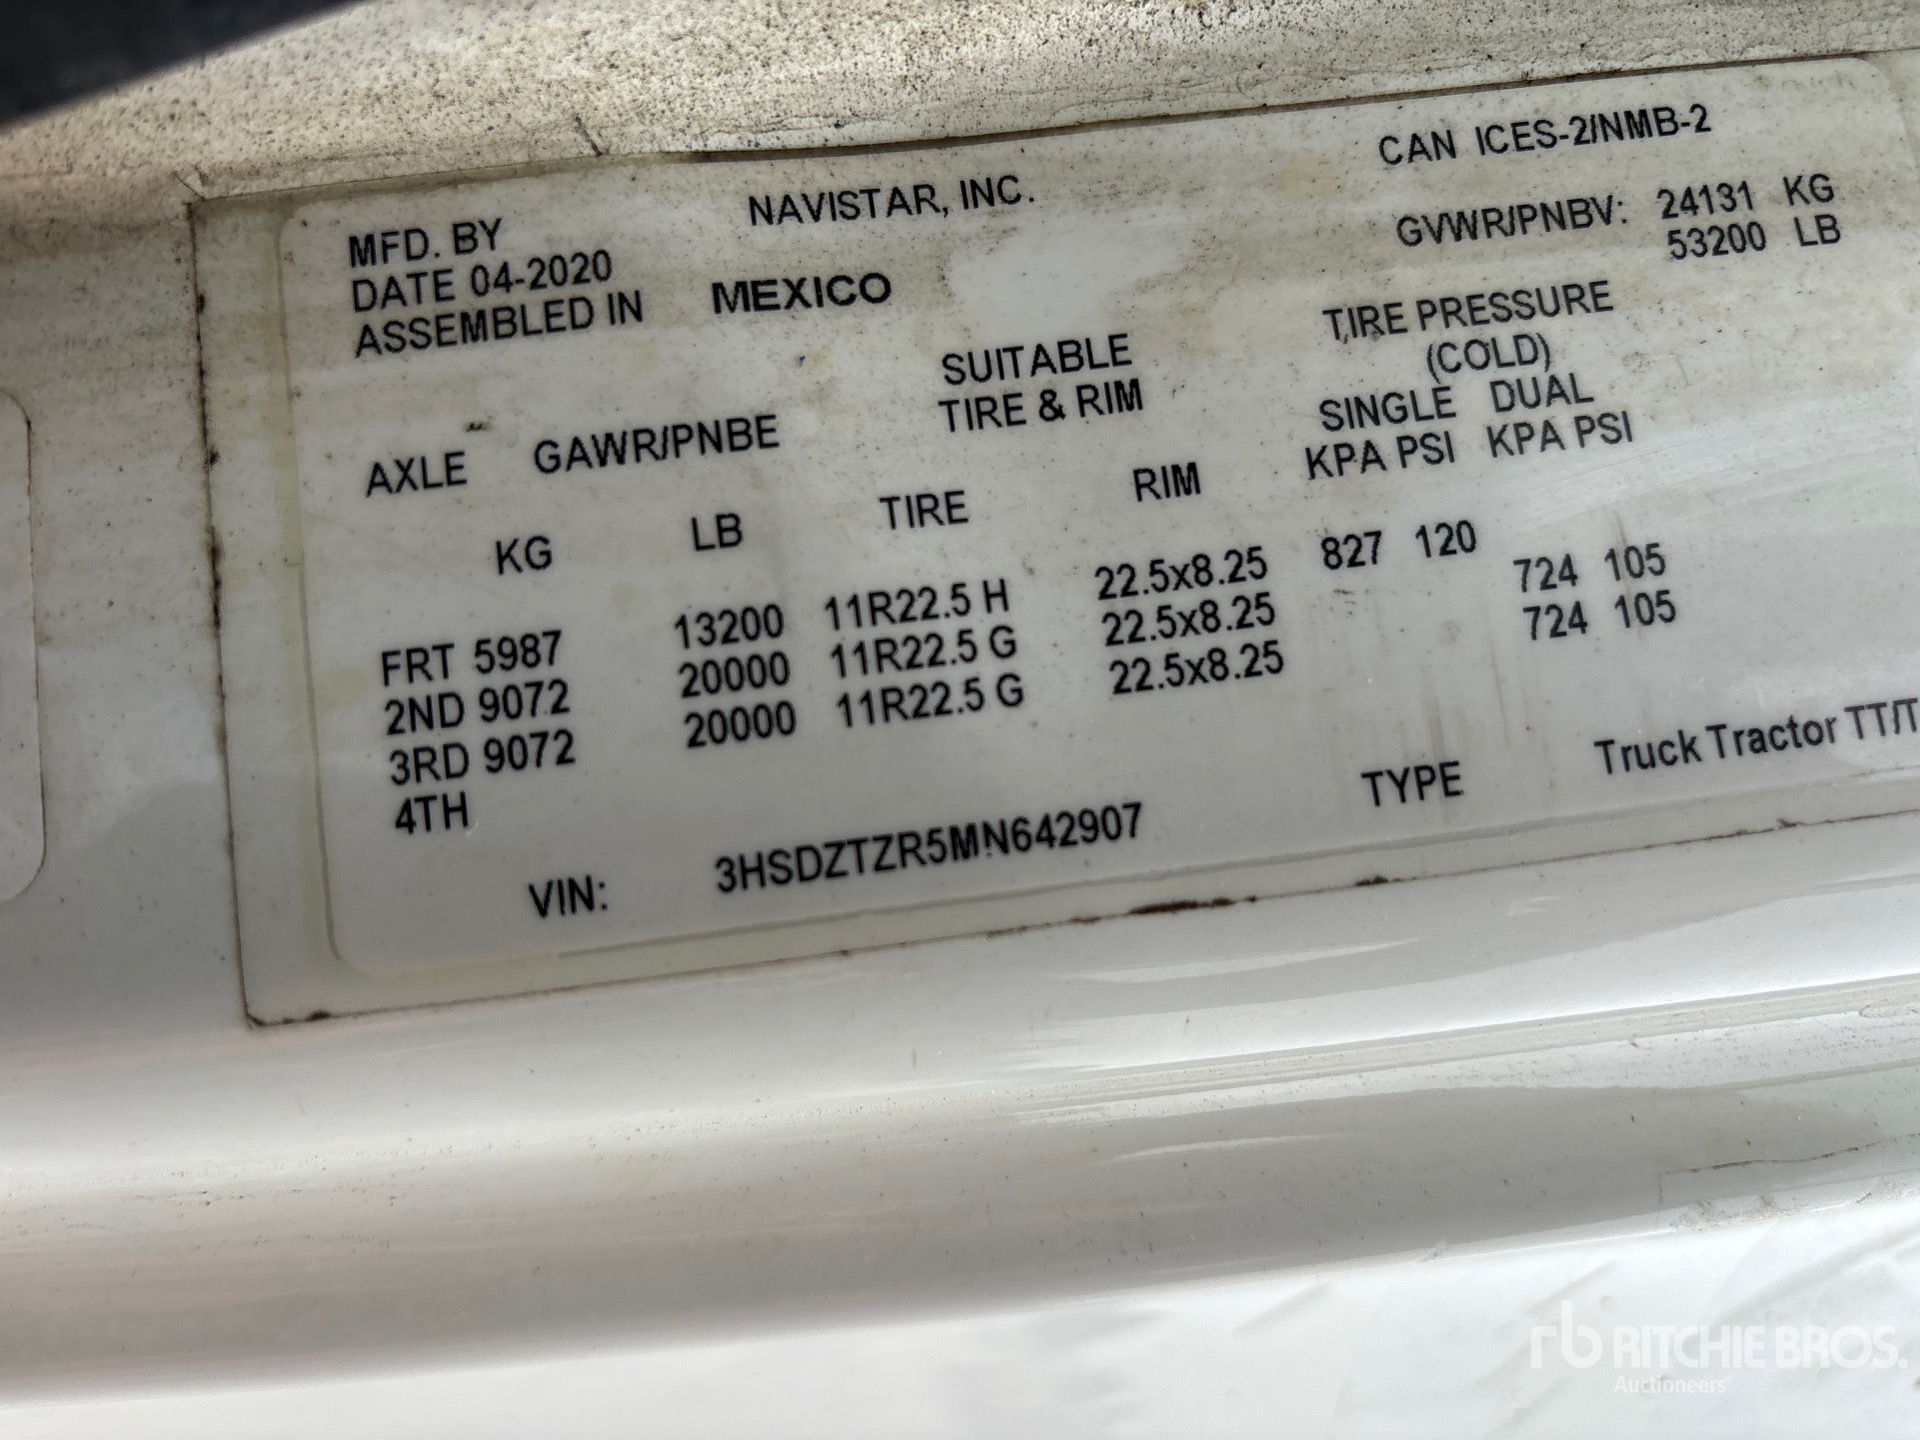 CAN ICES-2/NMB-2
MFD. BY NAVISTAR, INC. GVWR/PNBV: 24131 KG
DATE 04-2020 53200 LB
ASSEMBLED IN MEXICO
SUITABLE TIRE PRESSURE
TIRE & RIM (COLD)
SINGLE DUAL
AXLE GAWR/PNBE KPA PSI KPA PSI
KG LB TIRE RIM
FRT 5987 13200 11R22.5 H 22.5x8.25 827 120
2ND 9072 20000 11R22.5 G 22.5x8.25 724 105
3RD 9072 20000 11R22.5 G 22.5x8.25 724 105
4TH
VIN: 3HSDZTZR5MN642907 TYPE Truck Tractor TT/T
rb RITCHIE BROS.
Auctioneers